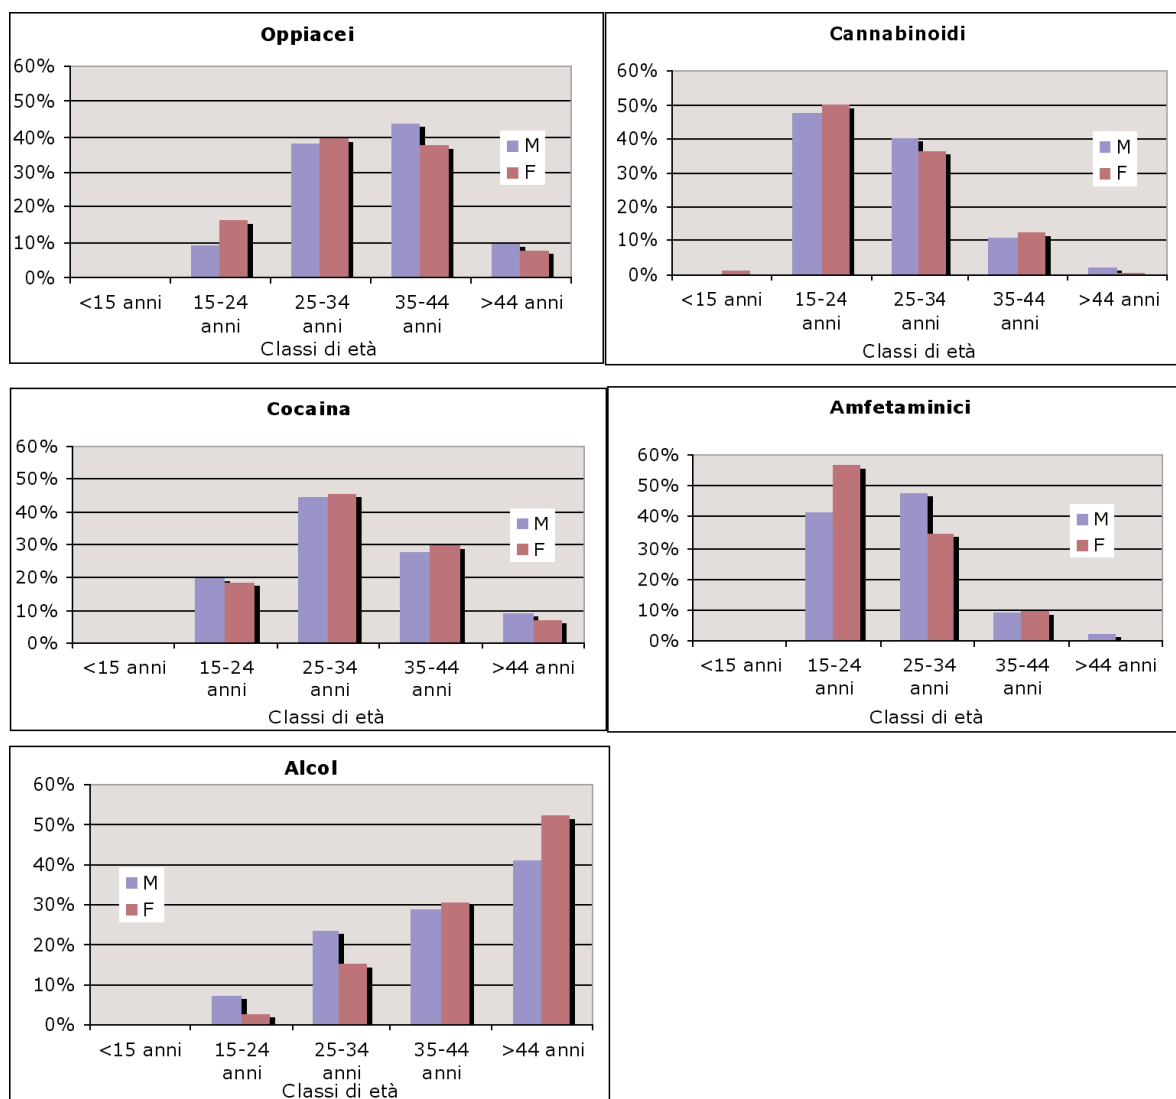 Oppiacei
60%
50%
40%
30%
20%
10%
0%
M
F
<15 anni 15-24 anni 25-34 anni 35-44 anni >44 anni
Classi di età
Cannabinoidi
60%
50%
40%
30%
20%
10%
0%
M
F
<15 anni 15-24 anni 25-34 anni 35-44 anni >44 anni
Classi di età
Cocaina
60%
50%
40%
30%
20%
10%
0%
M
F
<15 anni 15-24 anni 25-34 anni 35-44 anni >44 anni
Classi di età
Amfetaminici
60%
50%
40%
30%
20%
10%
0%
M
F
<15 anni 15-24 anni 25-34 anni 35-44 anni >44 anni
Classi di età
Alcol
60%
50%
40%
30%
20%
10%
0%
M
F
<15 anni 15-24 anni 25-34 anni 35-44 anni >44 anni
Classi di età